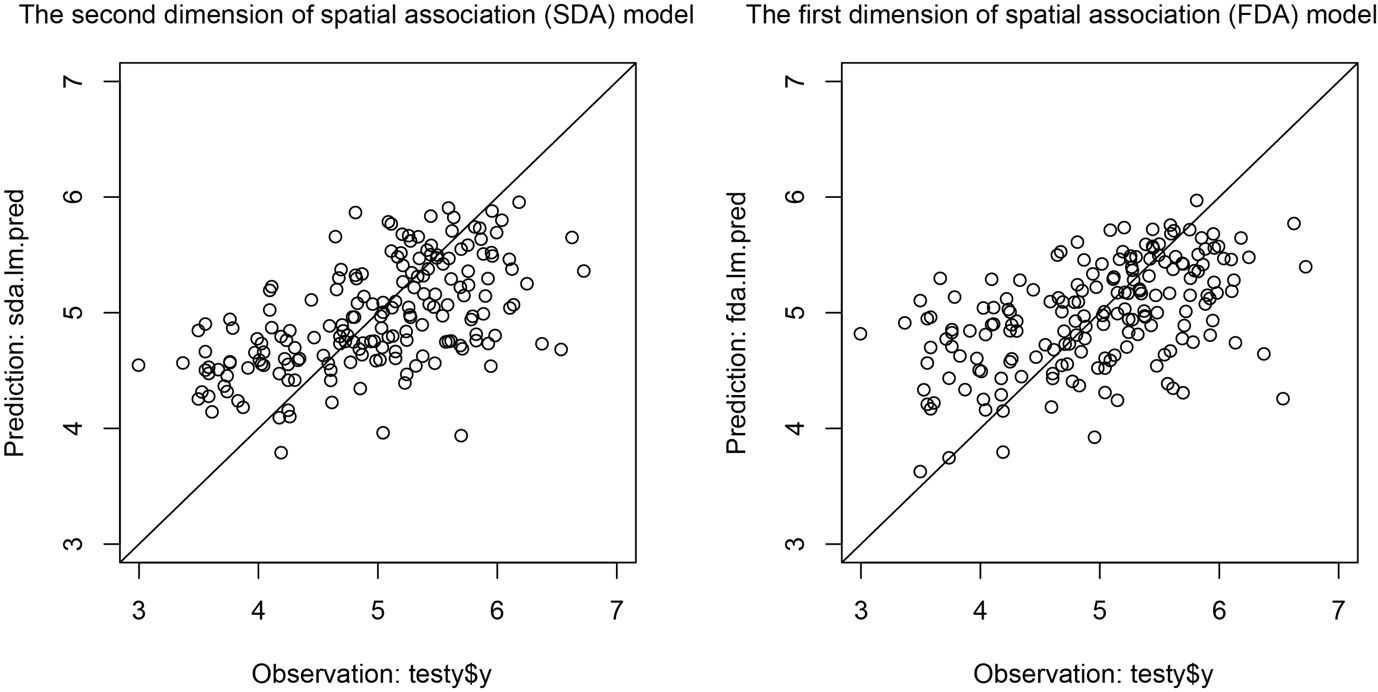 The second dimension of spatial association (SDA) model
Prediction: sda.lm.pred
7
6
5
4
3
3 4 5 6 7
Observation: testy$y
The first dimension of spatial association (FDA) model
Prediction: fda.lm.pred
7
6
5
4
3
3 4 5 6 7
Observation: testy$y